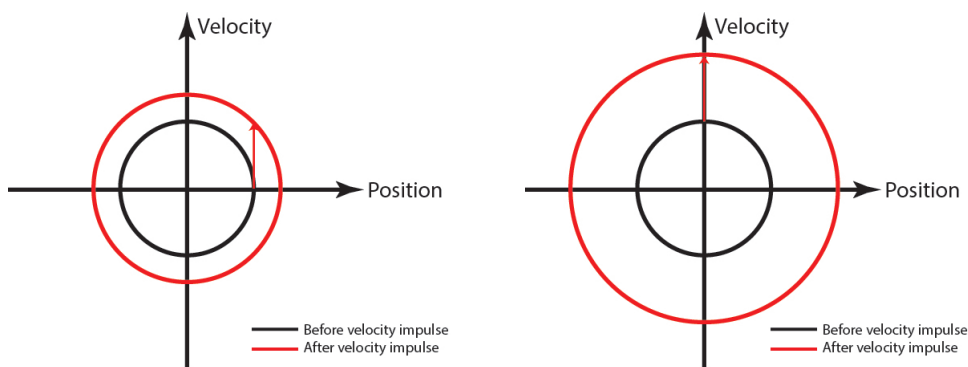 Velocity
Position
Before velocity impulse
After velocity impulse
Velocity
Position
Before velocity impulse
After velocity impulse